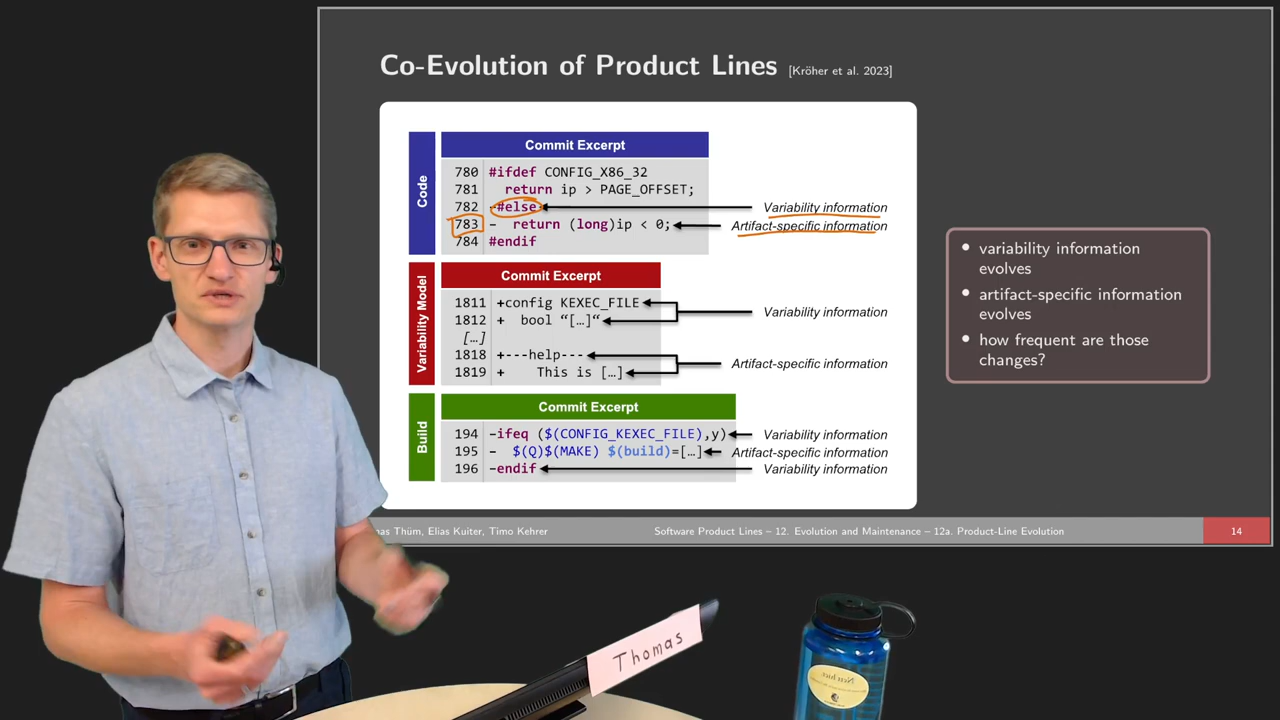 Co-Evolution of Product Lines [Kröher et al. 2023]
Code
Commit Excerpt
780 #ifdef CONFIG_X86_32
781 return ip > PAGE_OFFSET;
782 -#else
Variability information
783 - return (long)ip < 0;
Artifact-specific information
784 #endif
Variability Model
Commit Excerpt
1811 +config KEXEC_FILE
1812 + bool “[…]“
Variability information
[…]
1818 +---help---
1819 + This is […]
Artifact-specific information
Build
Commit Excerpt
194 -ifeq ($(CONFIG_KEXEC_FILE),y)
Variability information
195 - $(Q)$(MAKE) $(build)=[…]
Artifact-specific information
196 -endif
Variability information
• variability information
evolves
• artifact-specific information
evolves
• how frequent are those
changes?
Thüm, Elias Kuiter, Timo Kehrer
Software Product Lines – 12. Evolution and Maintenance – 12a. Product-Line Evolution
14
Thomas